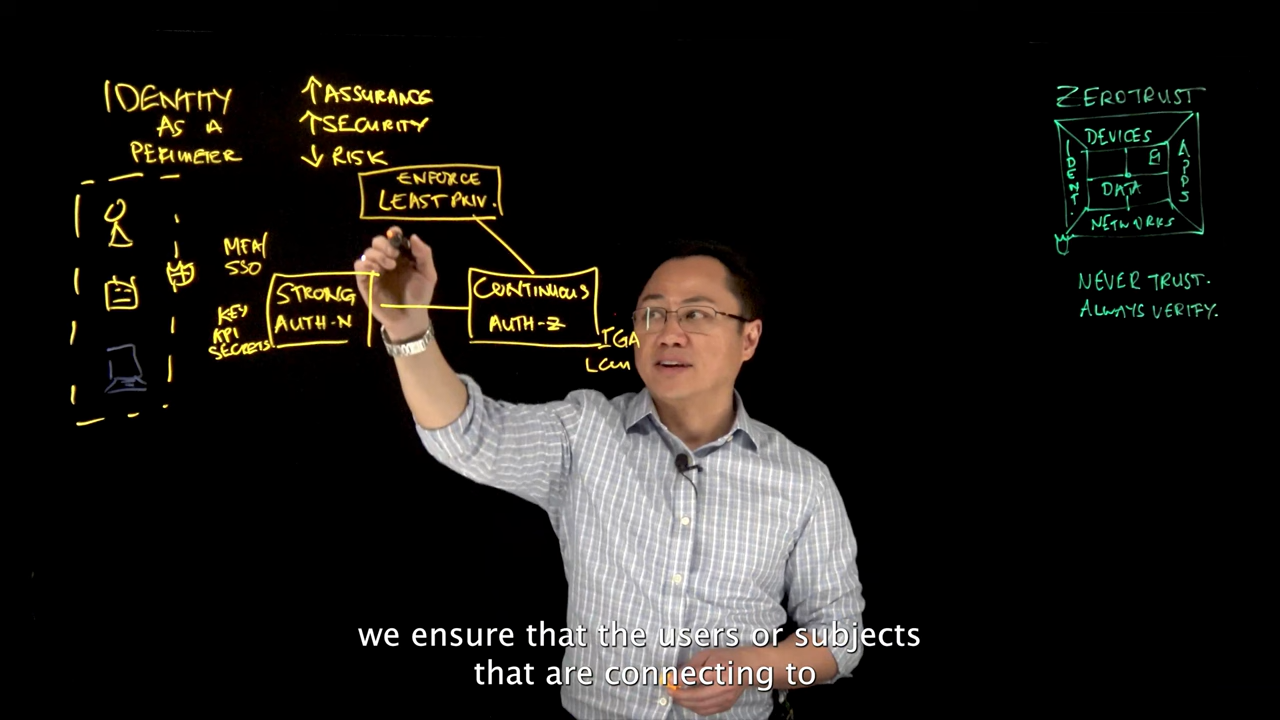 IDENTITY
AS A
PERIMETER
↑ASSURANCE
↑SECURITY
↓RISK
ENFORCE
LEAST PRIV.
MFA/
SSO
KEY
API
SECRETS
STRONG
AUTH-N
CONTINUOUS
AUTH-Z
IGA
LCM
ZEROTRUST
DEVICES
IDENT.
DATA
APPS
NETWORKS
NEVER TRUST.
ALWAYS VERIFY.
we ensure that the users or subjects
that are connecting to